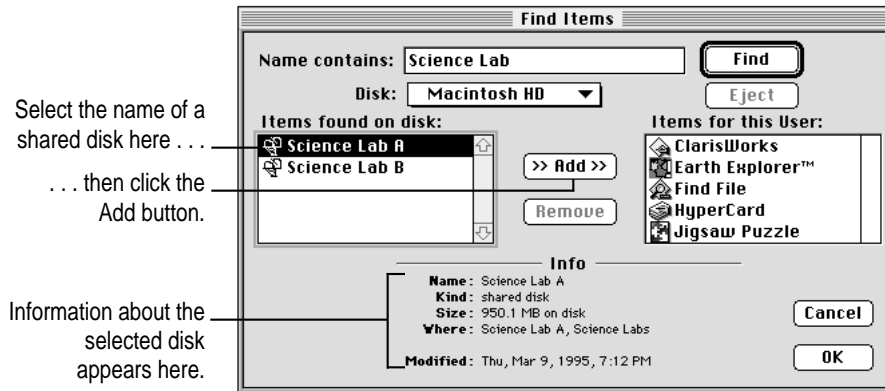 Find Items
Name contains: Science Lab
Find
Disk: Macintosh HD
Eject
Select the name of a
shared disk here . . .
. . . then click the
Add button.
Items found on disk:
Science Lab A
Science Lab B
>> Add >>
Remove
Items for this User:
ClarisWorks
Earth Explorer™
Find File
HyperCard
Jigsaw Puzzle
Information about the
selected disk
appears here.
Info
Name: Science Lab A
Kind: shared disk
Size: 950.1 MB on disk
Where: Science Lab A, Science Labs
Modified: Thu, Mar 9, 1995, 7:12 PM
Cancel
OK